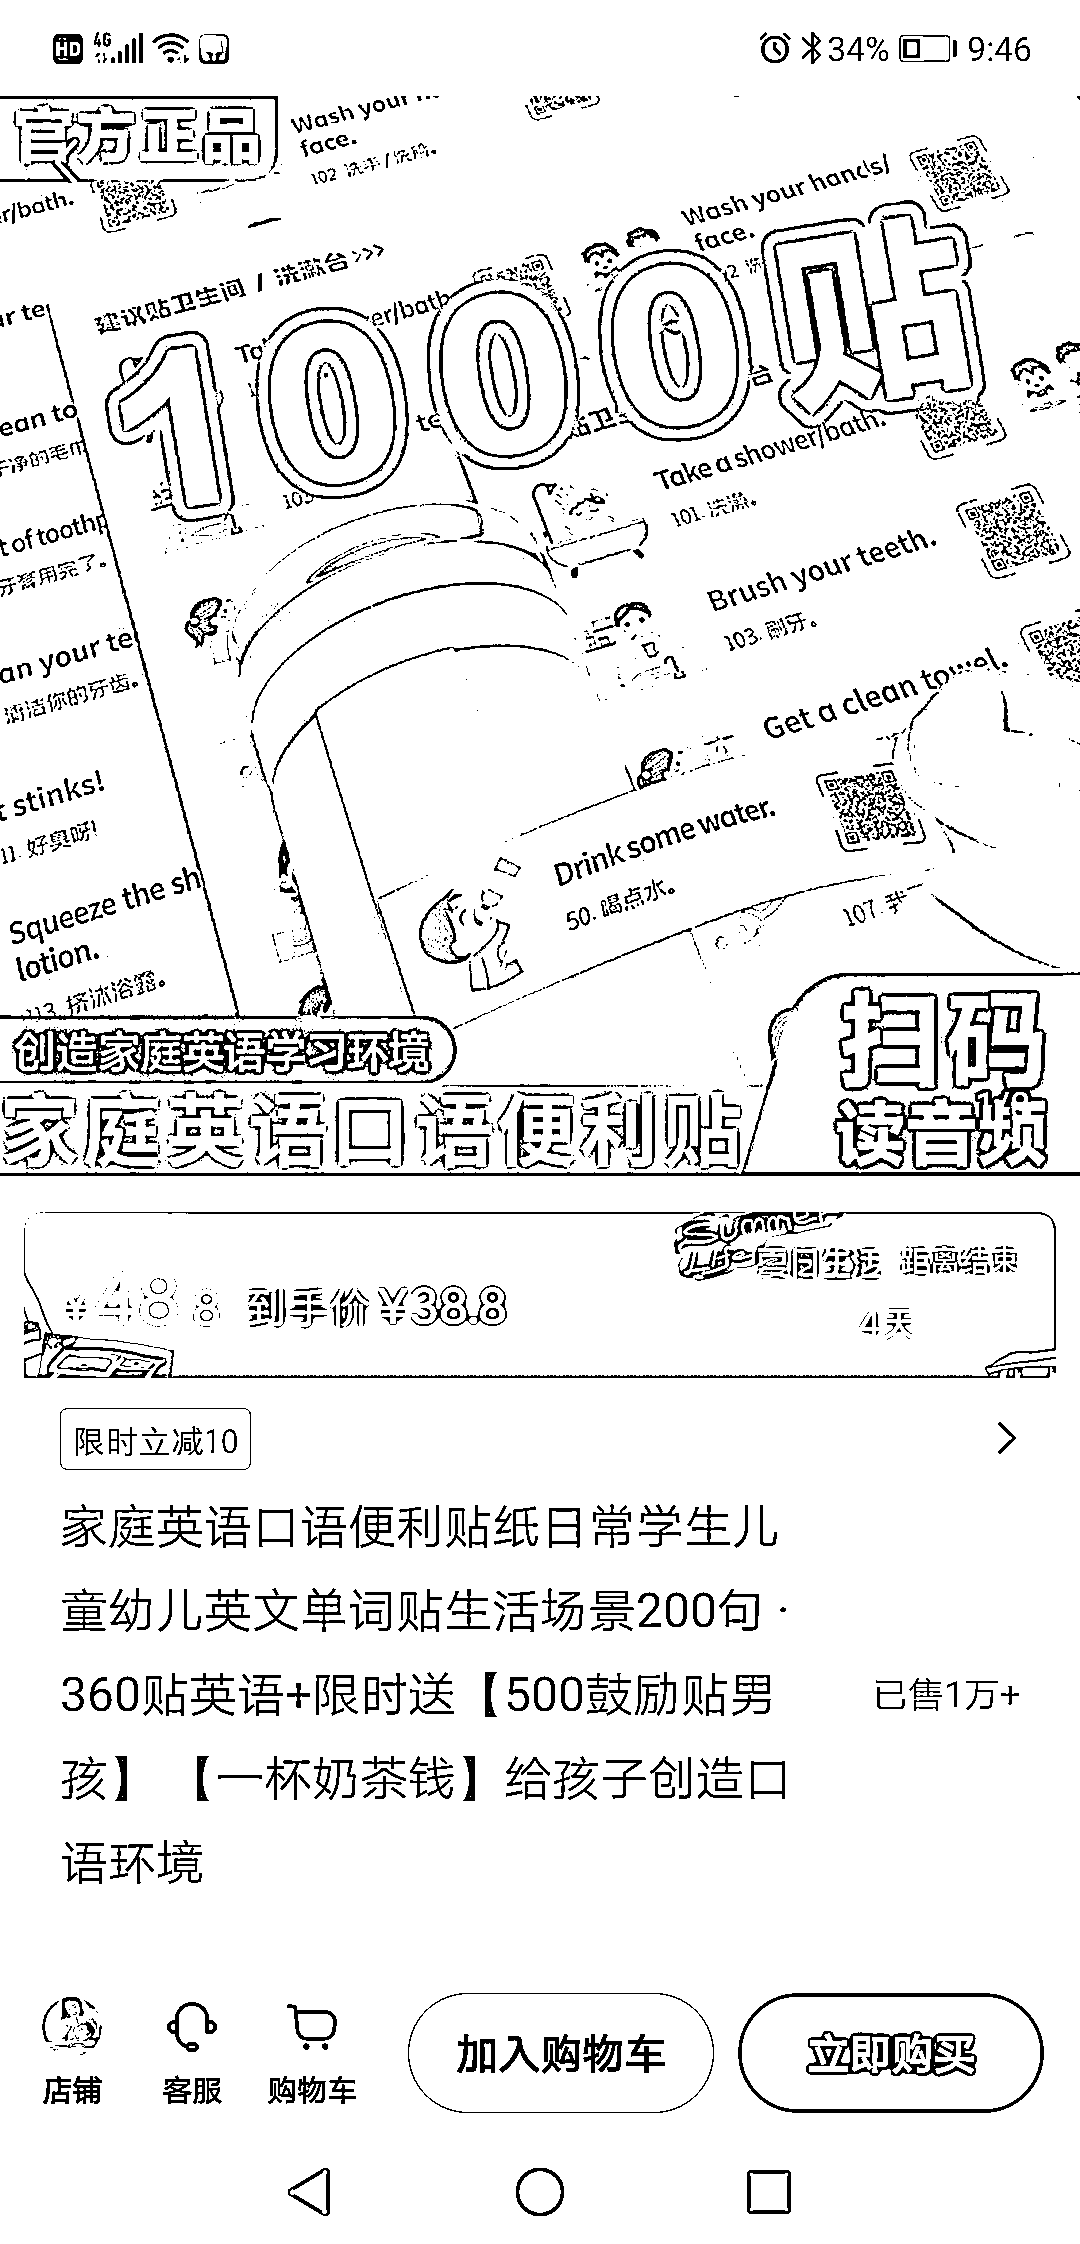 HD 4G 34% 9:46
官方正品
Wash your
face.
102 洗手/洗脸。
er/bath.
Wash your hands/
face.
建议贴卫生间 / 洗漱台>>>
er/bath
1000贴
ean to
干净的毛巾
Take a shower/bath.
101. 洗澡。
t of toothp
牙膏用完了。
Brush your teeth.
103. 刷牙。
an your te
清洁你的牙齿。
Get a clean towel.
t stinks!
11. 好臭呀!
Drink some water.
50. 喝点水。
Squeeze the sh
lotion.
113. 挤沐浴露。
107. 我
创造家庭英语学习环境
家庭英语口语便利贴
扫码
读音频
Summer
夏日生活 距离结束
¥48.8 到手价 ¥38.8
4天
限时立减10
家庭英语口语便利贴纸日常学生儿
童幼儿英文单词贴生活场景200句 ·
360贴英语+限时送【500鼓励贴男
孩】 【一杯奶茶钱】给孩子创造口
语环境
已售1万+
店铺 客服 购物车 加入购物车 立即购买